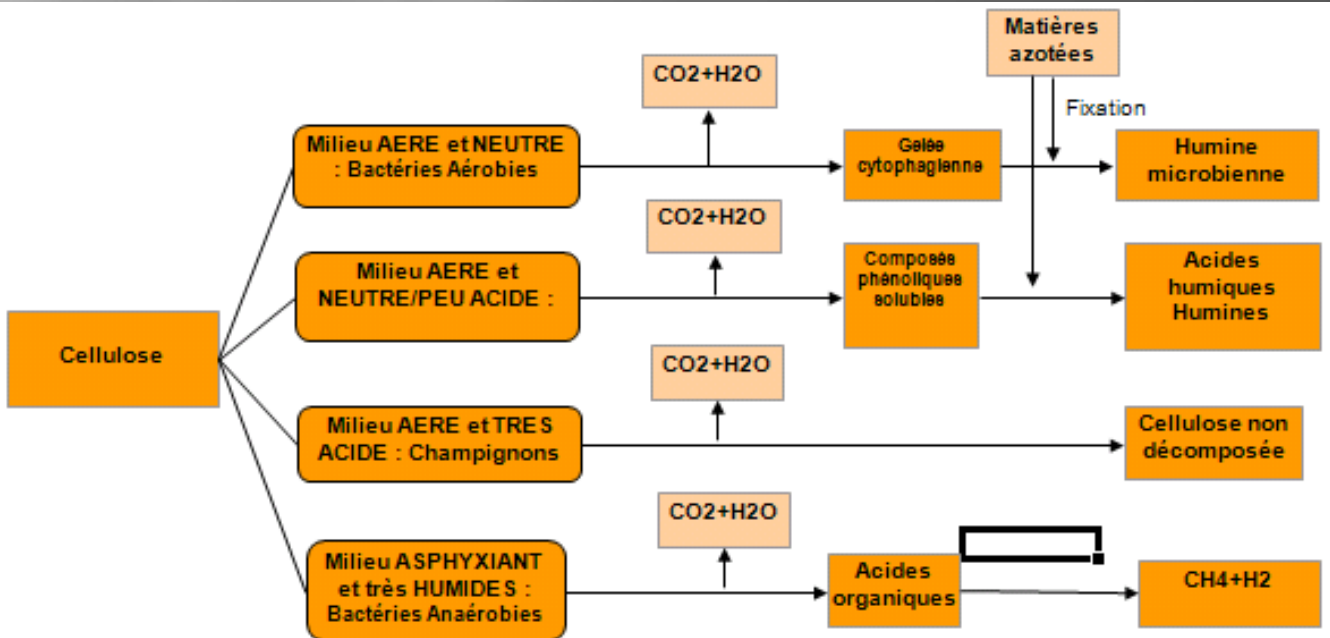 Matières
azotées
CO2+H2O
Fixation
Milieu AERE et NEUTRE
: Bactéries Aérobies
Gelée
cytophagienne
Humine
microbienne
CO2+H2O
Milieu AERE et
NEUTRE/PEU ACIDE :
Composés
phénoliques
solubles
Acides
humiques
Humines
Cellulose
CO2+H2O
Milieu AERE et TRES
ACIDE : Champignons
Cellulose non
décomposée
CO2+H2O
Milieu ASPHYXIANT
et très HUMIDES :
Bactéries Anaérobies
Acides
organiques
CH4+H2